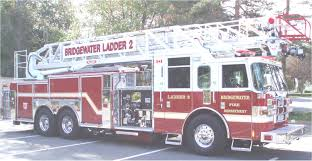 BRIDGEWATER LADDER 2
LADDER 2
BRIDGEWATER
FIRE
DEPARTMENT